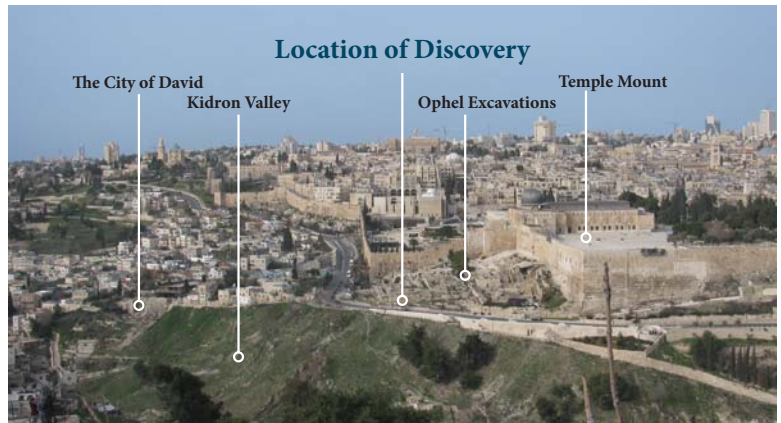 Location of Discovery
The City of David
Temple Mount
Kidron Valley
Ophel Excavations